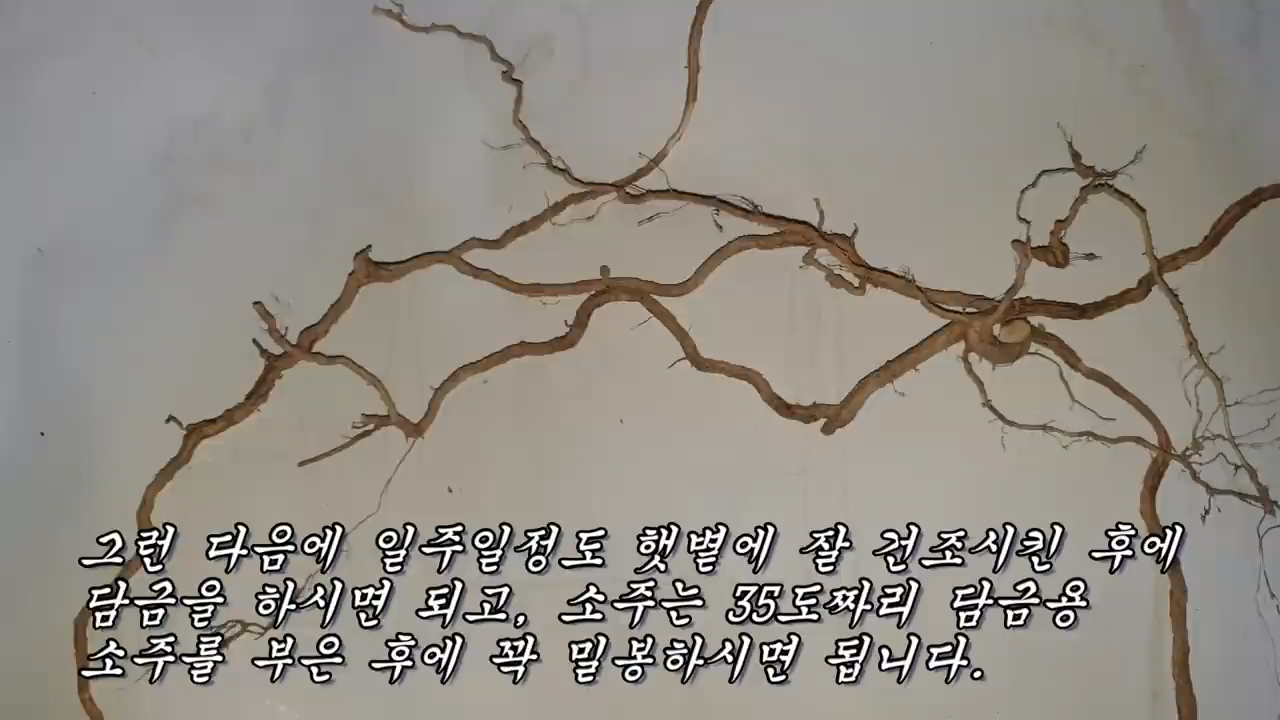 그런 다음에 일주일정도 햇볕에 잘 건조시킨 후에
담금을 하시면 되고, 소주는 35도짜리 담금용
소주를 부은 후에 꽉 밀봉하시면 됩니다.